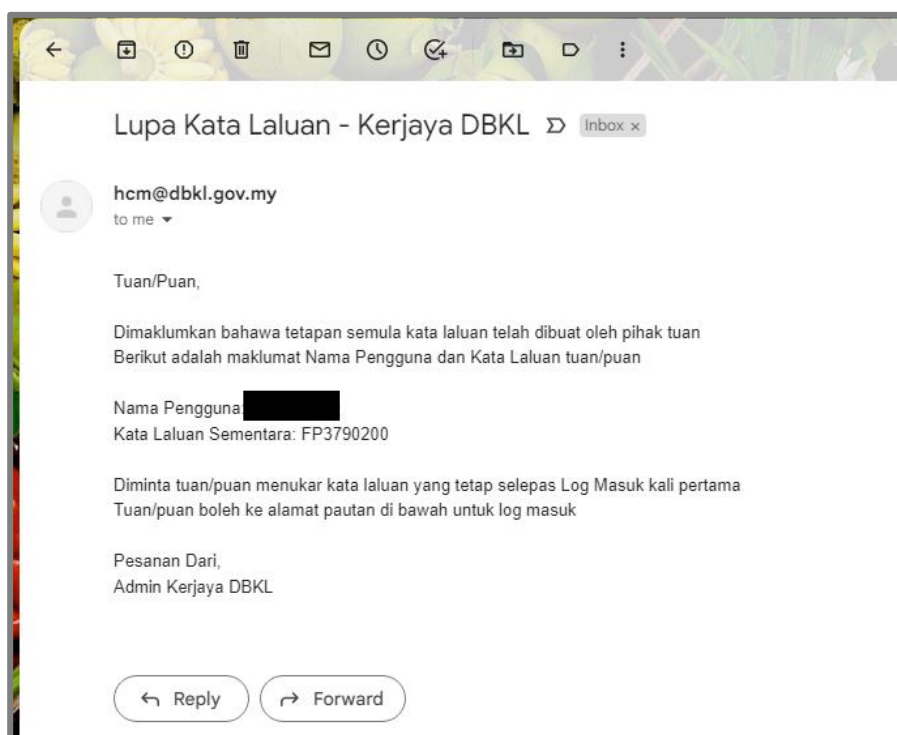 Lupa Kata Laluan - Kerjaya DBKL
Inbox x
hcm@dbkl.gov.my
to me
Tuan/Puan,
Dimaklumkan bahawa tetapan semula kata laluan telah dibuat oleh pihak tuan
Berikut adalah maklumat Nama Pengguna dan Kata Laluan tuan/puan
Nama Pengguna:
Kata Laluan Sementara: FP3790200
Diminta tuan/puan menukar kata laluan yang tetap selepas Log Masuk kali pertama
Tuan/puan boleh ke alamat pautan di bawah untuk log masuk
Pesanan Dari,
Admin Kerjaya DBKL
Reply
Forward